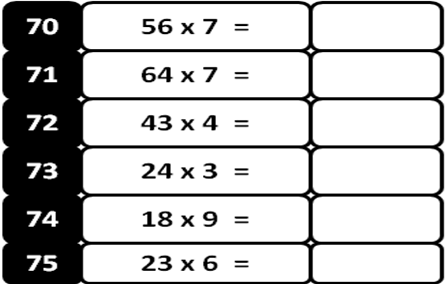 70 56 x 7 =
71 64 x 7 =
72 43 x 4 =
73 24 x 3 =
74 18 x 9 =
75 23 x 6 =